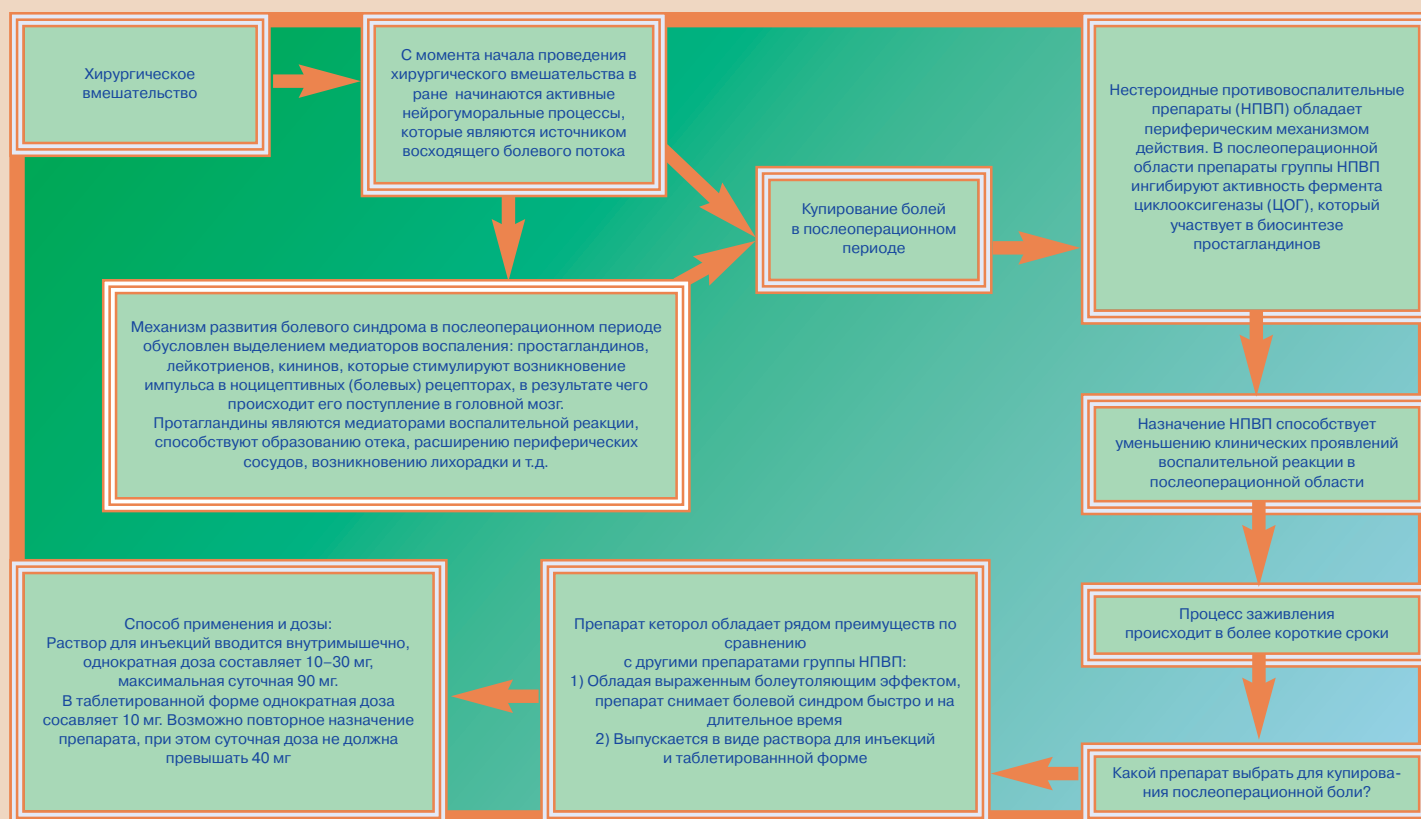 Хирургическое
вмешательство
С момента начала проведения
хирургического вмешательства в
ране начинаются активные
нейрогуморальные процессы,
которые являются источником
восходящего болевого потока
Механизм развития болевого синдрома в послеоперационном периоде
обусловлен выделением медиаторов воспаления: простагландинов,
лейкотриенов, кининов, которые стимулируют возникновение
импульса в ноцицептивных (болевых) рецепторах, в результате чего
происходит его поступление в головной мозг.
Протагландины являются медиаторами воспалительной реакции,
способствуют образованию отека, расширению периферических
сосудов, возникновению лихорадки и т.д.
Купирование болей
в послеоперационном
периоде
Нестероидные противовоспалительные
препараты (НПВП) обладает
периферическим механизмом
действия. В послеоперационной
области препараты группы НПВП
ингибируют активность фермента
циклооксигеназы (ЦОГ), который
участвует в биосинтезе
простагландинов
Назначение НПВП способствует
уменьшению клинических проявлений
воспалительной реакции в
послеоперационной области
Процесс заживления
происходит в более короткие сроки
Какой препарат выбрать для купирова-
ния послеоперационной боли?
Препарат кеторол обладает рядом преимуществ по
сравнению
с другими препаратами группы НПВП:
1) Обладая выраженным болеутоляющим эффектом,
препарат снимает болевой синдром быстро и на
длительное время
2) Выпускается в виде раствора для инъекций
и таблетированнной форме
Способ применения и дозы:
Раствор для инъекций вводится внутримышечно,
однократная доза составляет 10–30 мг,
максимальная суточная 90 мг.
В таблетированной форме однократная доза
сосавляет 10 мг. Возможно повторное назначение
препарата, при этом суточная доза не должна
превышать 40 мг